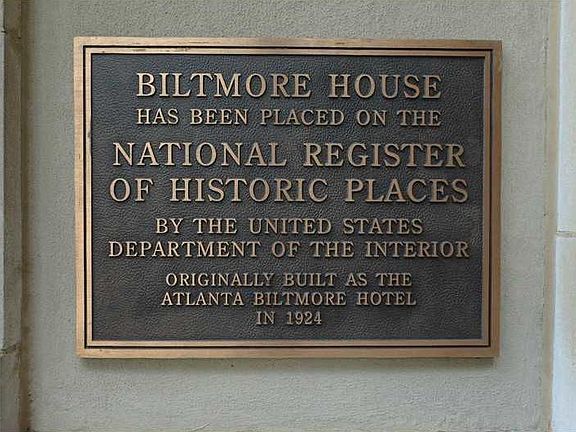 BILTMORE HOUSE
HAS BEEN PLACED ON THE
NATIONAL REGISTER
OF HISTORIC PLACES
BY THE UNITED STATES
DEPARTMENT OF THE INTERIOR
ORIGINALLY BUILT AS THE
ATLANTA BILTMORE HOTEL
IN 1924